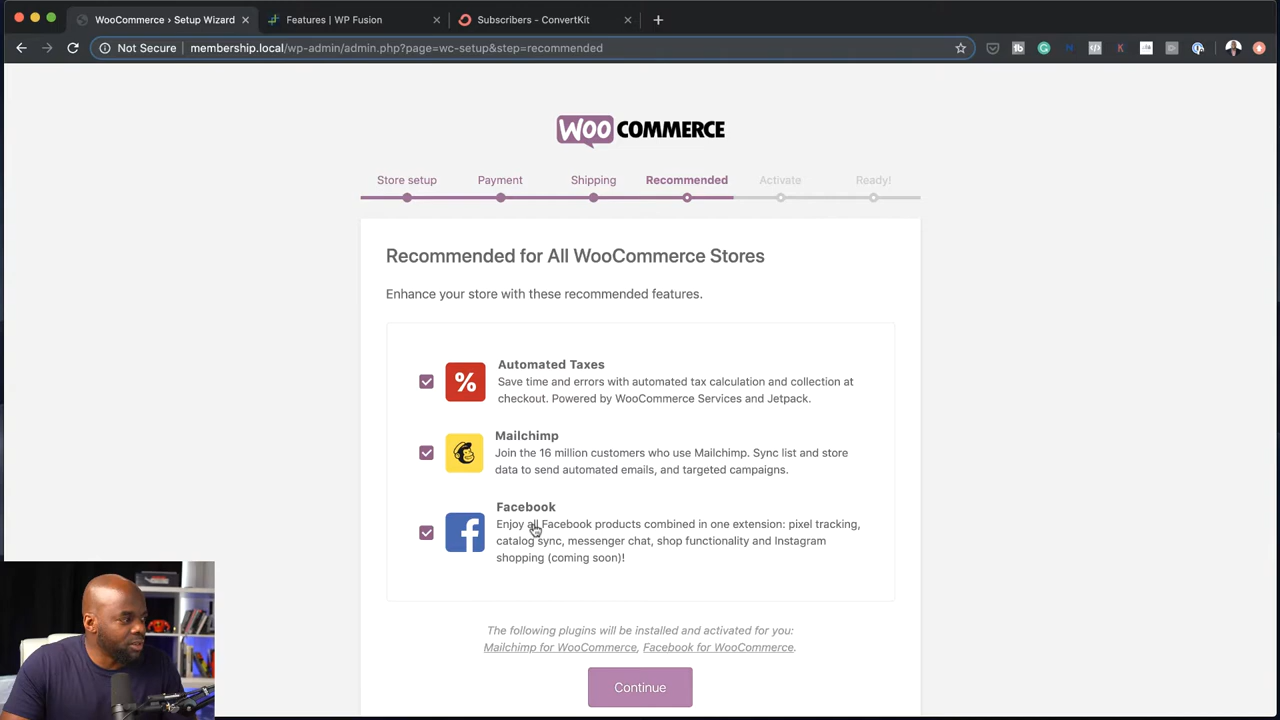 WooCommerce › Setup Wizard
Features | WP Fusion
Subscribers - ConvertKit
Not Secure
membership.local/wp-admin/admin.php?page=wc-setup&step=recommended
WOO COMMERCE
Store setup
Payment
Shipping
Recommended
Activate
Ready!
Recommended for All WooCommerce Stores
Enhance your store with these recommended features.
Automated Taxes
Save time and errors with automated tax calculation and collection at
checkout. Powered by WooCommerce Services and Jetpack.
Mailchimp
Join the 16 million customers who use Mailchimp. Sync list and store
data to send automated emails, and targeted campaigns.
Facebook
Enjoy all Facebook products combined in one extension: pixel tracking,
catalog sync, messenger chat, shop functionality and Instagram
shopping (coming soon)!
The following plugins will be installed and activated for you:
Mailchimp for WooCommerce, Facebook for WooCommerce.
Continue